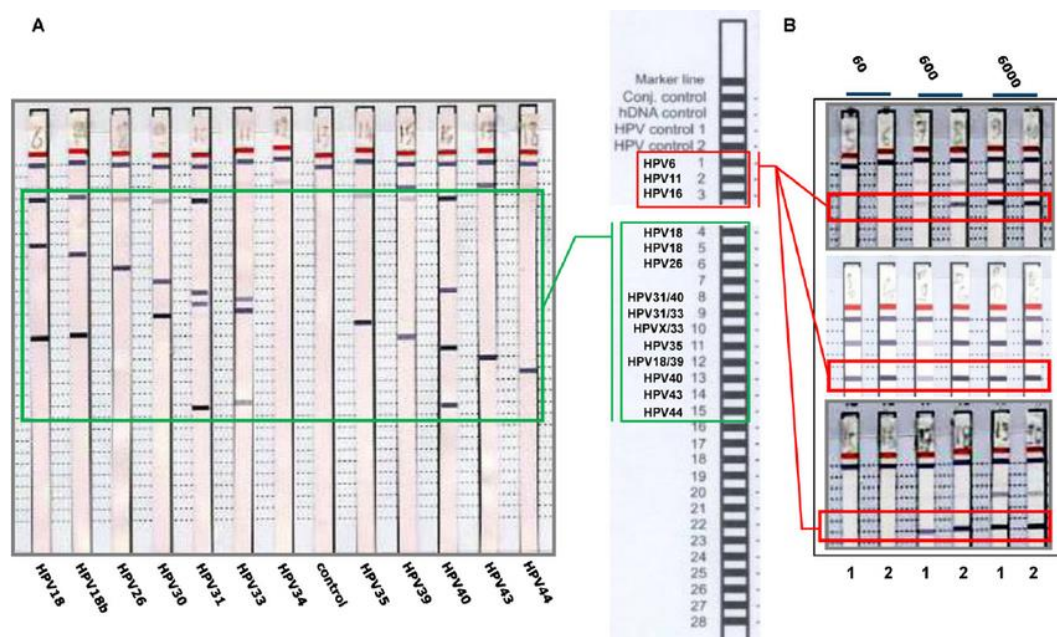 A
B
Marker line
Conj. control
hDNA control
HPV control 1
HPV control 2
HPV6 1
HPV11 2
HPV16 3
HPV18 4
HPV18 5
HPV26 6
7
HPV31/40 8
HPV31/33 9
HPVX/33 10
HPV35 11
HPV18/39 12
HPV40 13
HPV43 14
HPV44 15
16
17
18
19
20
21
22
23
24
25
26
27
28
60 600 6000
1 2 1 2 1 2
HPV18 HPV18b HPV26 HPV30 HPV31 HPV33 HPV34 control HPV35 HPV39 HPV40 HPV43 HPV44